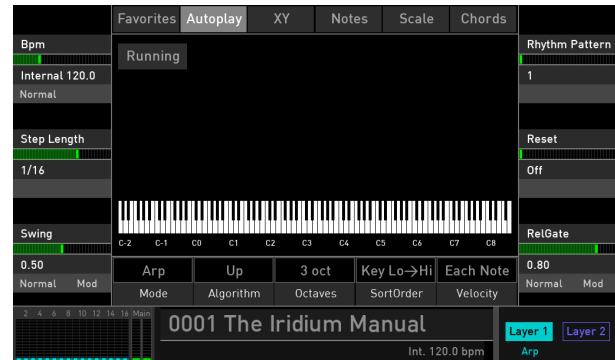 Favorites Autoplay XY Notes Scale Chords
Bpm
Internal 120.0
Normal
Step Length
1/16
Swing
0.50
Normal Mod
Running
C-2 C-1 C0 C1 C2 C3 C4 C5 C6 C7 C8
Arp Up 3 oct Key Lo→Hi Each Note
Mode Algorithm Octaves SortOrder Velocity
Rhythm Pattern
1
Reset
Off
RelGate
0.80
Normal Mod
2 4 6 8 10 12 14 16 Main
0001 The Iridium Manual
Int. 120.0 bpm
Layer 1 Layer 2
Arp